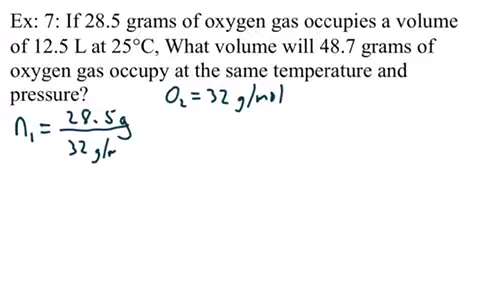 Ex: 7: If 28.5 grams of oxygen gas occupies a volume
of 12.5 L at 25°C, What volume will 48.7 grams of
oxygen gas occupy at the same temperature and
pressure?
O₂ = 32 g/mol
n₁ = 28.5g
32 g/